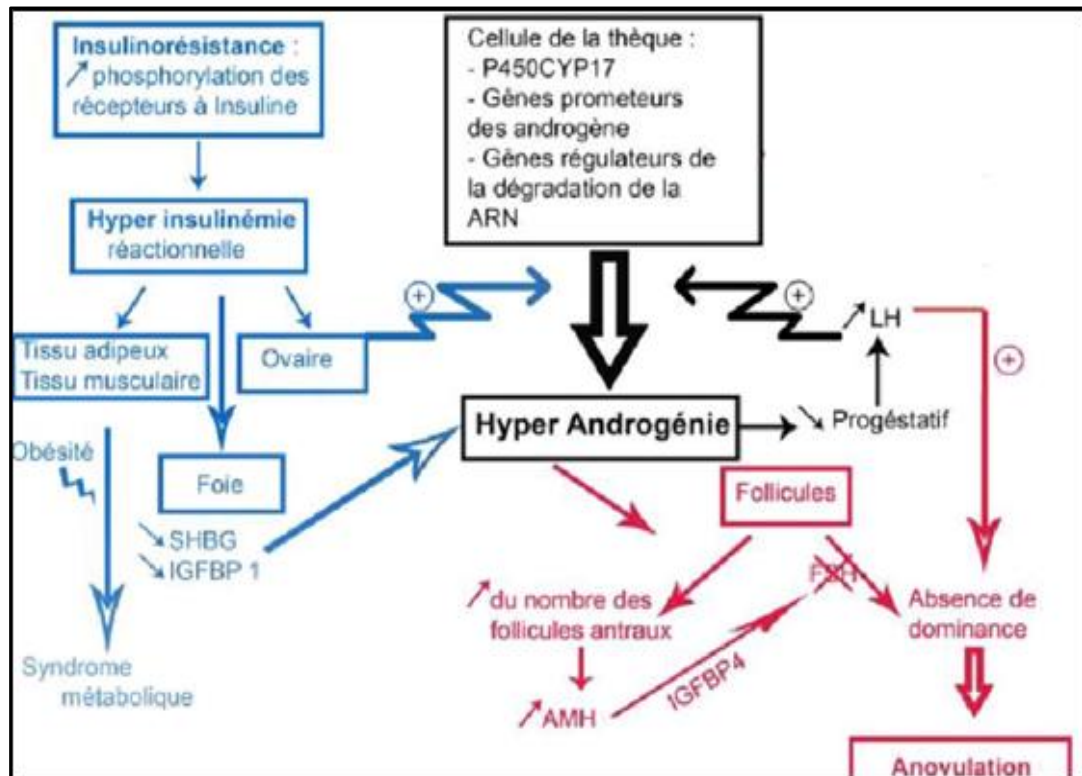 Insulinorésistance :
↗ phosphorylation des
récepteurs à Insuline
Hyper insulinémie
réactionnelle
Tissu adipeux
Tissu musculaire
Ovaire
Obésité
Foie
↘ SHBG
↘ IGFBP 1
Syndrome
métabolique
Cellule de la thèque :
- P450CYP17
- Gènes prometeurs
des androgène
- Gènes régulateurs de
la dégradation de la
ARN
+
+
↗ LH
+
Hyper Androgénie
↘ Progéstatif
Follicules
FSH
↗ du nombre des
follicules antraux
↗ AMH
IGFBP4
Absence de
dominance
Anovulation